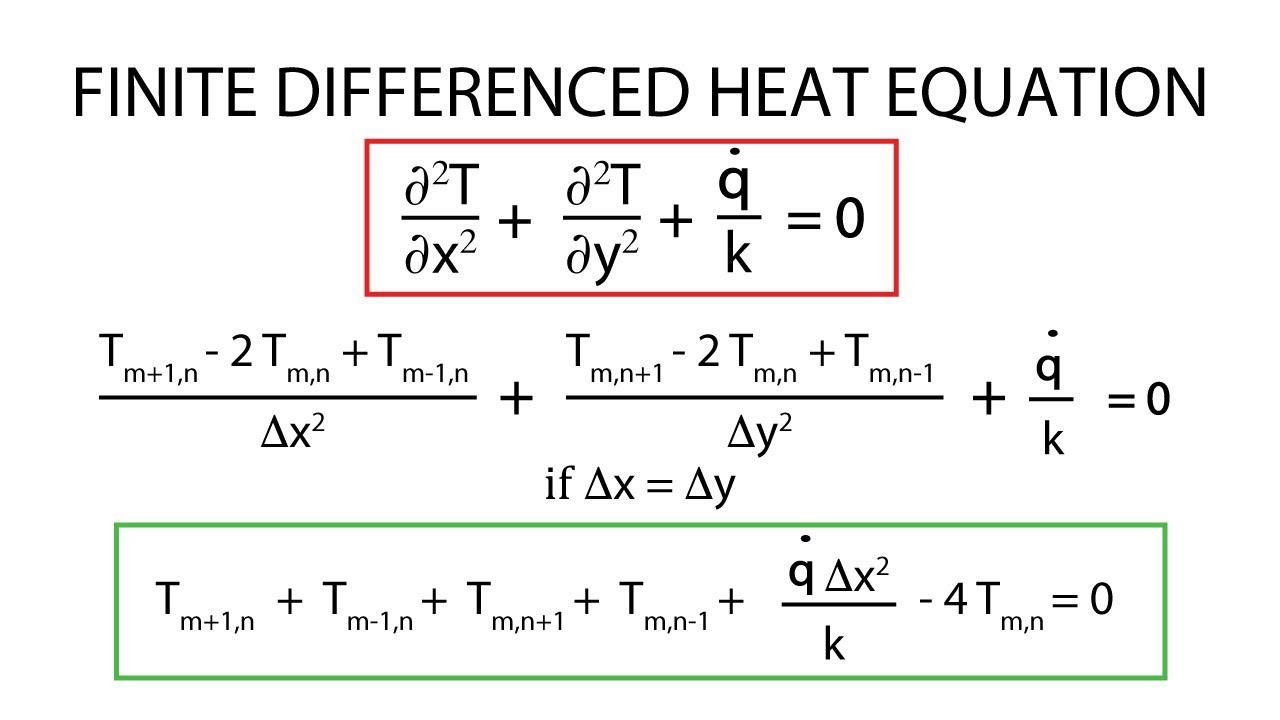 FINITE DIFFERENCED HEAT EQUATION
∂²T/∂x² + ∂²T/∂y² + q̇/k = 0
(T_{m+1,n} - 2 T_{m,n} + T_{m-1,n})/Δx² + (T_{m,n+1} - 2 T_{m,n} + T_{m,n-1})/Δy² + q̇/k = 0
if Δx = Δy
T_{m+1,n} + T_{m-1,n} + T_{m,n+1} + T_{m,n-1} + q̇ Δx²/k - 4 T_{m,n} = 0